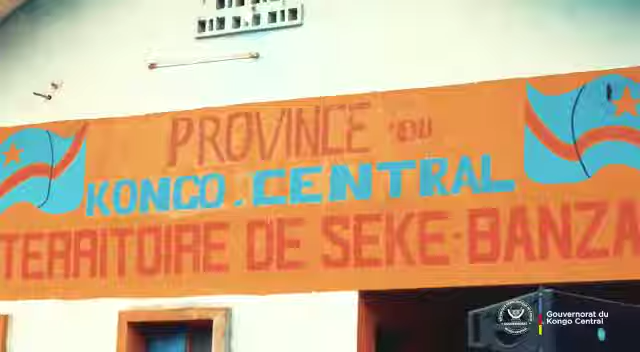 PROVINCE DU
KONGO-CENTRAL
TERRITOIRE DE SEKE-BANZA
Gouvernorat du
Kongo Central